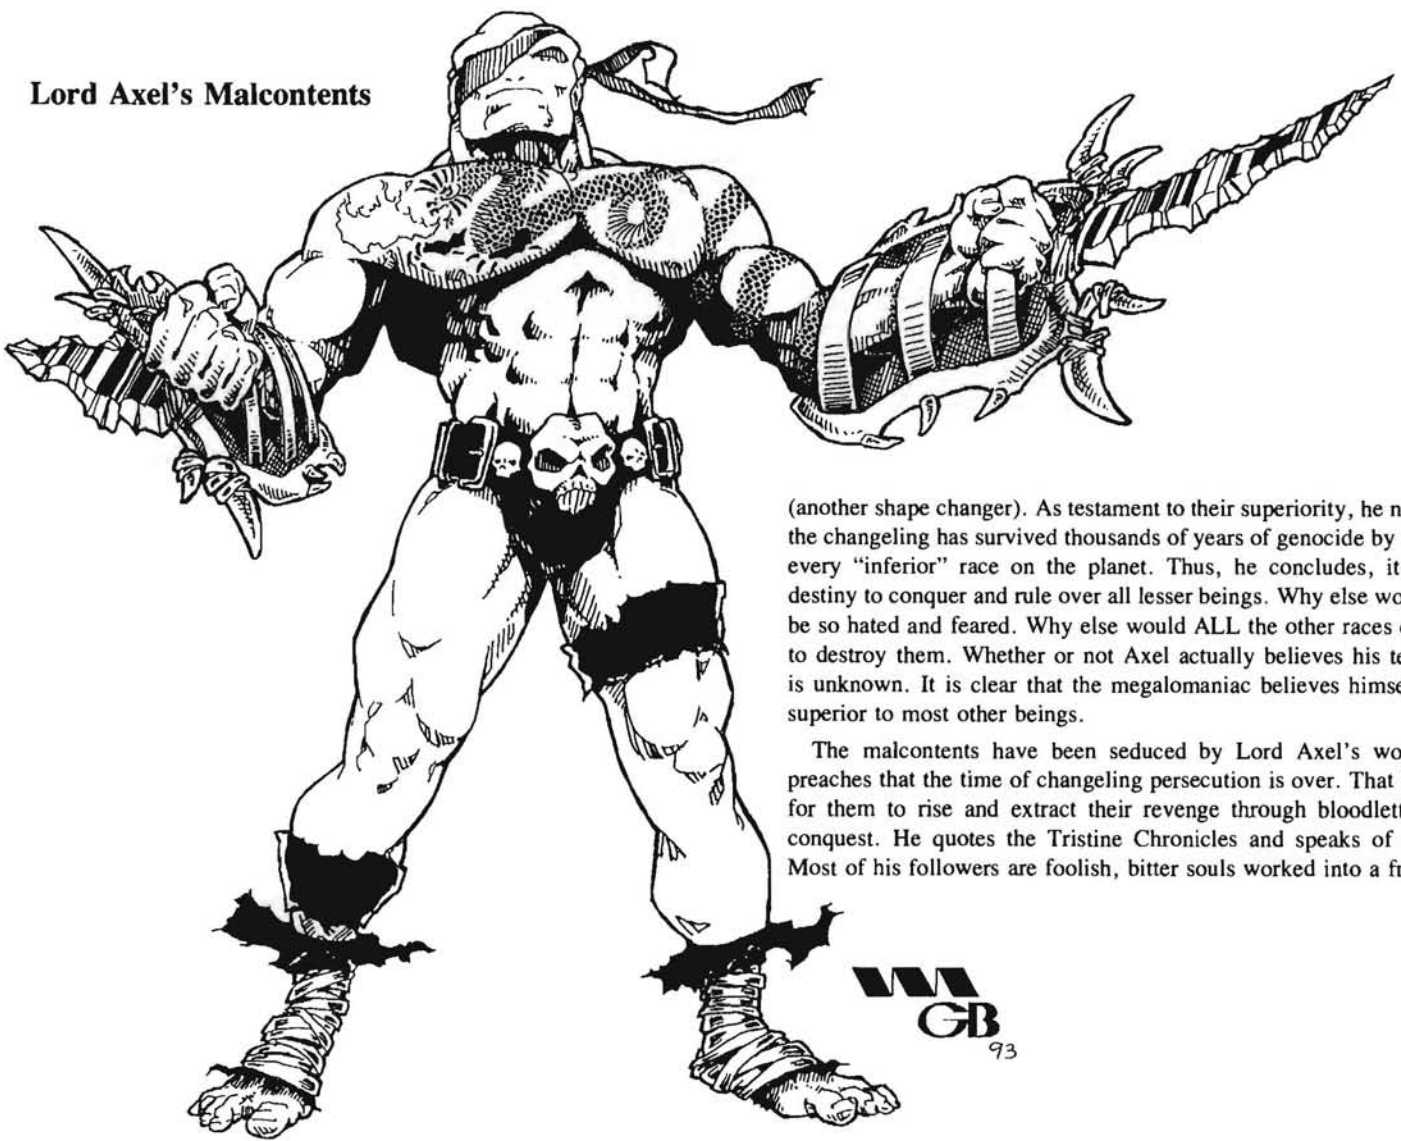 Lord Axel's Malcontents
(another shape changer). As testament to their superiority, he
the changeling has survived thousands of years of genocide by
every “inferior” race on the planet. Thus, he concludes, it
destiny to conquer and rule over all lesser beings. Why else
be so hated and feared. Why else would ALL the other races
to destroy them. Whether or not Axel actually believes his
is unknown. It is clear that the megalomaniac believes
superior to most other beings.
The malcontents have been seduced by Lord Axel's
preaches that the time of changeling persecution is over. That
for them to rise and extract their revenge through
conquest. He quotes the Tristine Chronicles and speaks of
Most of his followers are foolish, bitter souls worked into a
GB
93